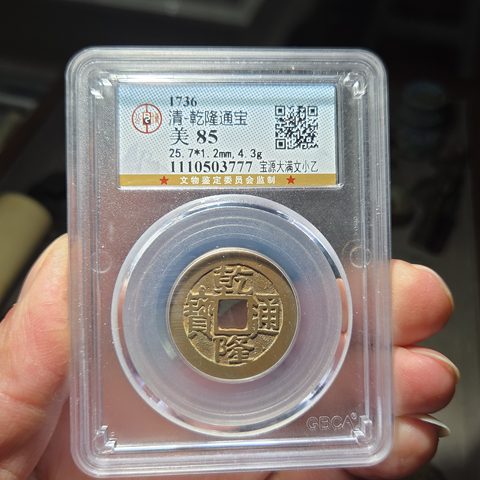 1736
清·乾隆通宝
美 85
25.7*1.2mm,4.3g
1110503777 宝源大满文小乙
★ 文物鉴定委员会监制 ★
乾隆通寶
GBCA®